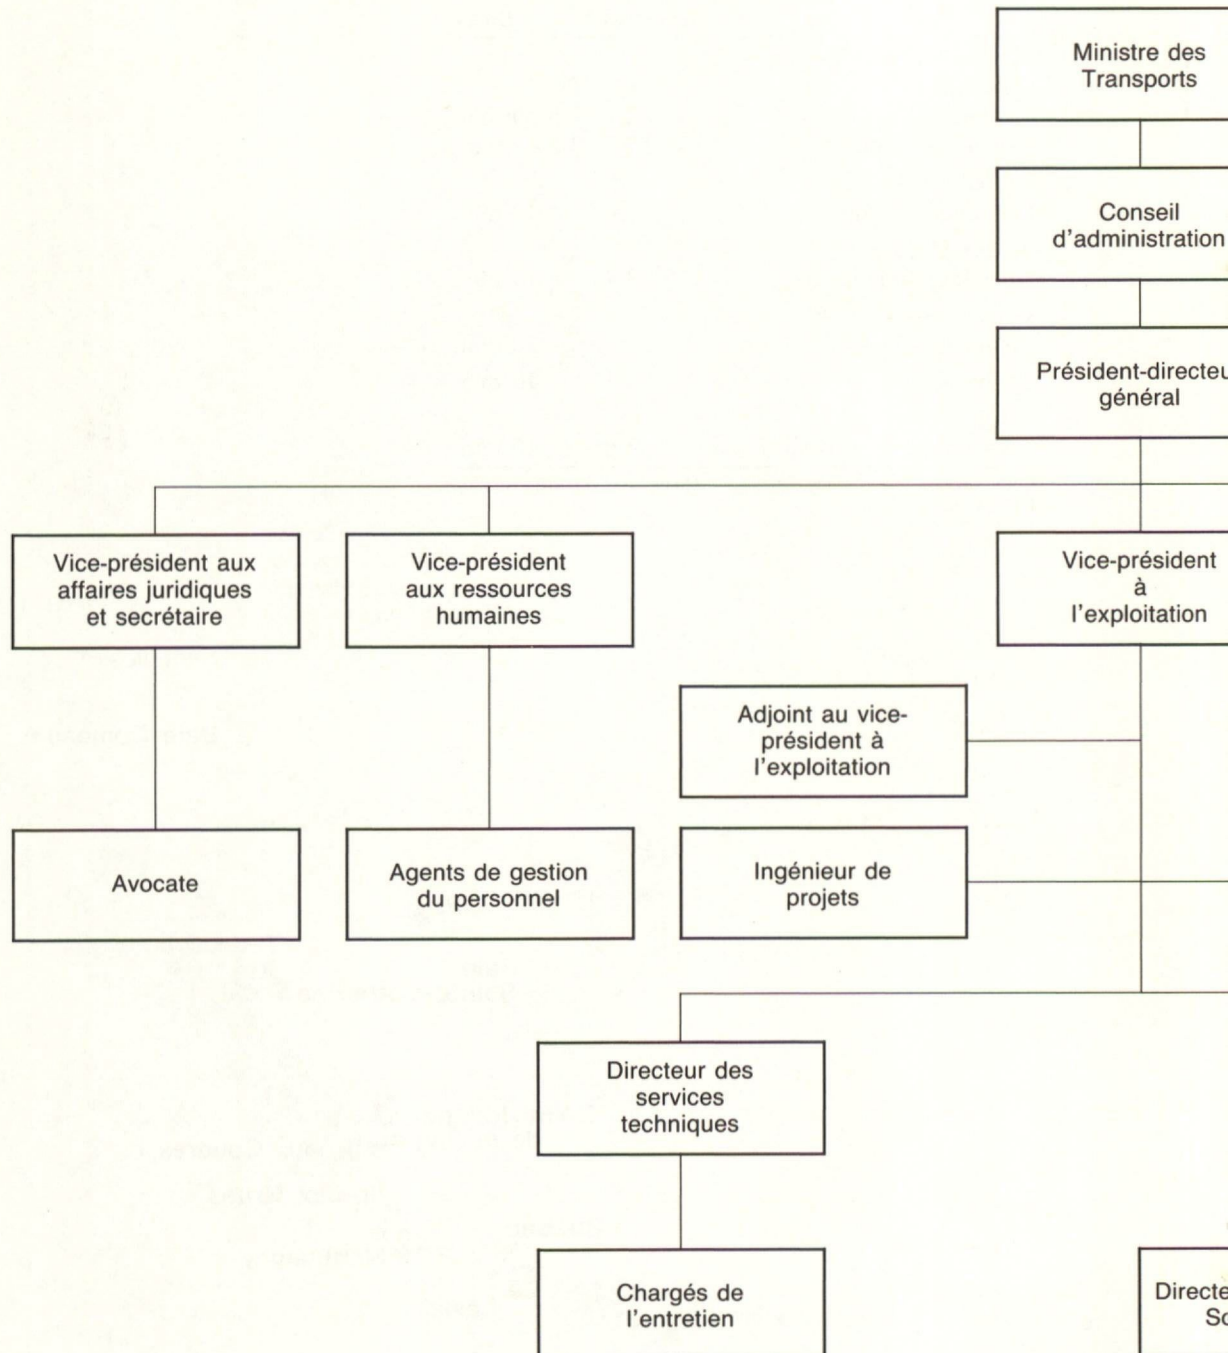 Ministre des
Transports
Conseil
d'administration
général
Vice-président aux
affaires juridiques
et secrétaire
Vice-président
aux ressources
humaines
Vice-président
à
l'exploitation
Adjoint au vice-
président à
l'exploitation
Avocate
Agents de gestion
du personnel
Ingénieur de
projets
Directeur des
services
techniques
Chargés de
l'entretien